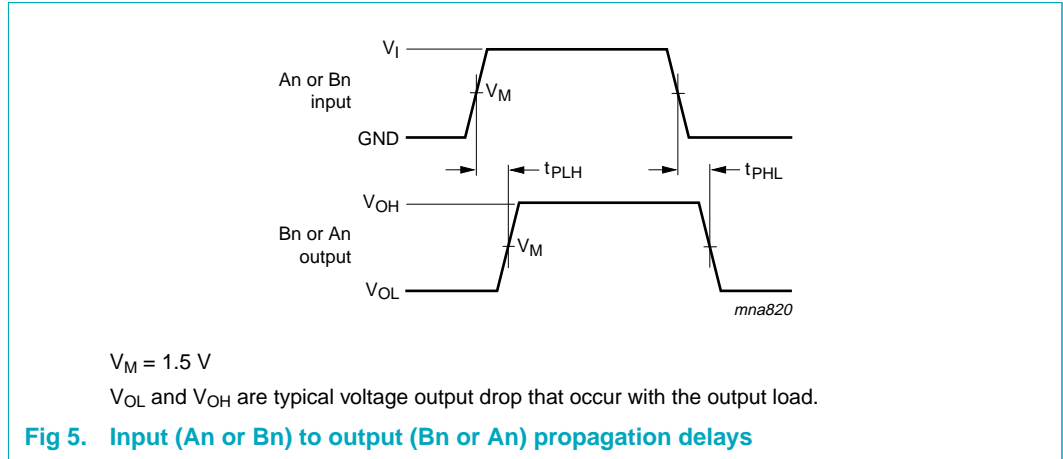 VI
An or Bn
input
VM
GND
tPLH
tPHL
VOH
Bn or An
output
VM
VOL
mna820
VM = 1.5 V
VOL and VOH are typical voltage output drop that occur with the output load.
Fig 5. Input (An or Bn) to output (Bn or An) propagation delays